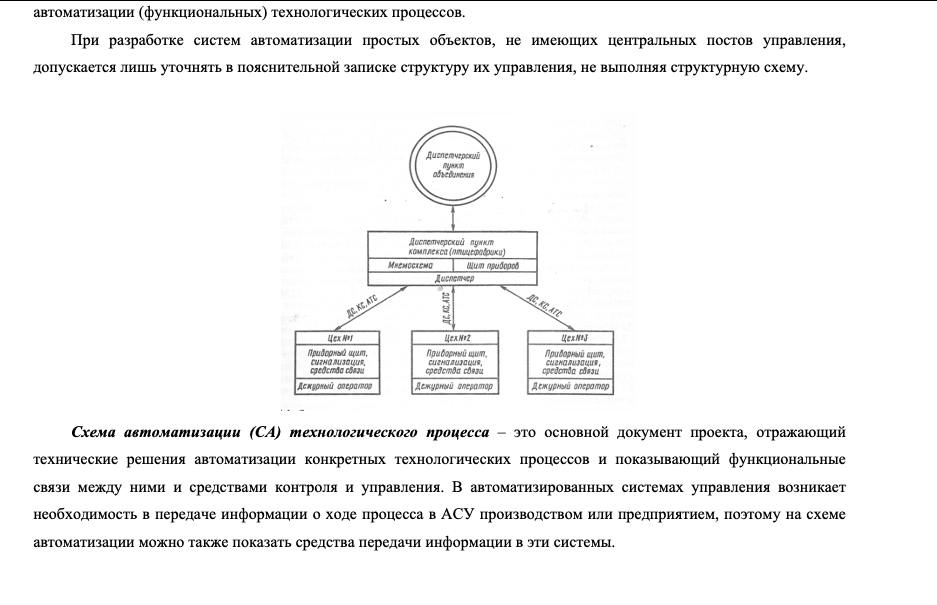 автоматизации (функциональных) технологических процессов.
При разработке систем автоматизации простых объектов, не имеющих центральных постов управления,
допускается лишь уточнять в пояснительной записке структуру их управления, не выполняя структурную схему.
Диспетчерский
пункт
объединения
Диспетчерский пункт
комплекса (птицефабрики)
Мнемосхема Щит приборов
Диспетчер
ДС, КС, АТС ДС, КС, АТС ДС, КС, АТС
Цех №1 Цех №2 Цех №3
Приборный щит, Приборный щит, Приборный щит,
сигнализация, сигнализация, сигнализация,
средства связи средства связи средства связи
Дежурный оператор Дежурный оператор Дежурный оператор
Схема автоматизации (СА) технологического процесса – это основной документ проекта, отражающий
технические решения автоматизации конкретных технологических процессов и показывающий функциональные
связи между ними и средствами контроля и управления. В автоматизированных системах управления возникает
необходимость в передаче информации о ходе процесса в АСУ производством или предприятием, поэтому на схеме
автоматизации можно также показать средства передачи информации в эти системы.